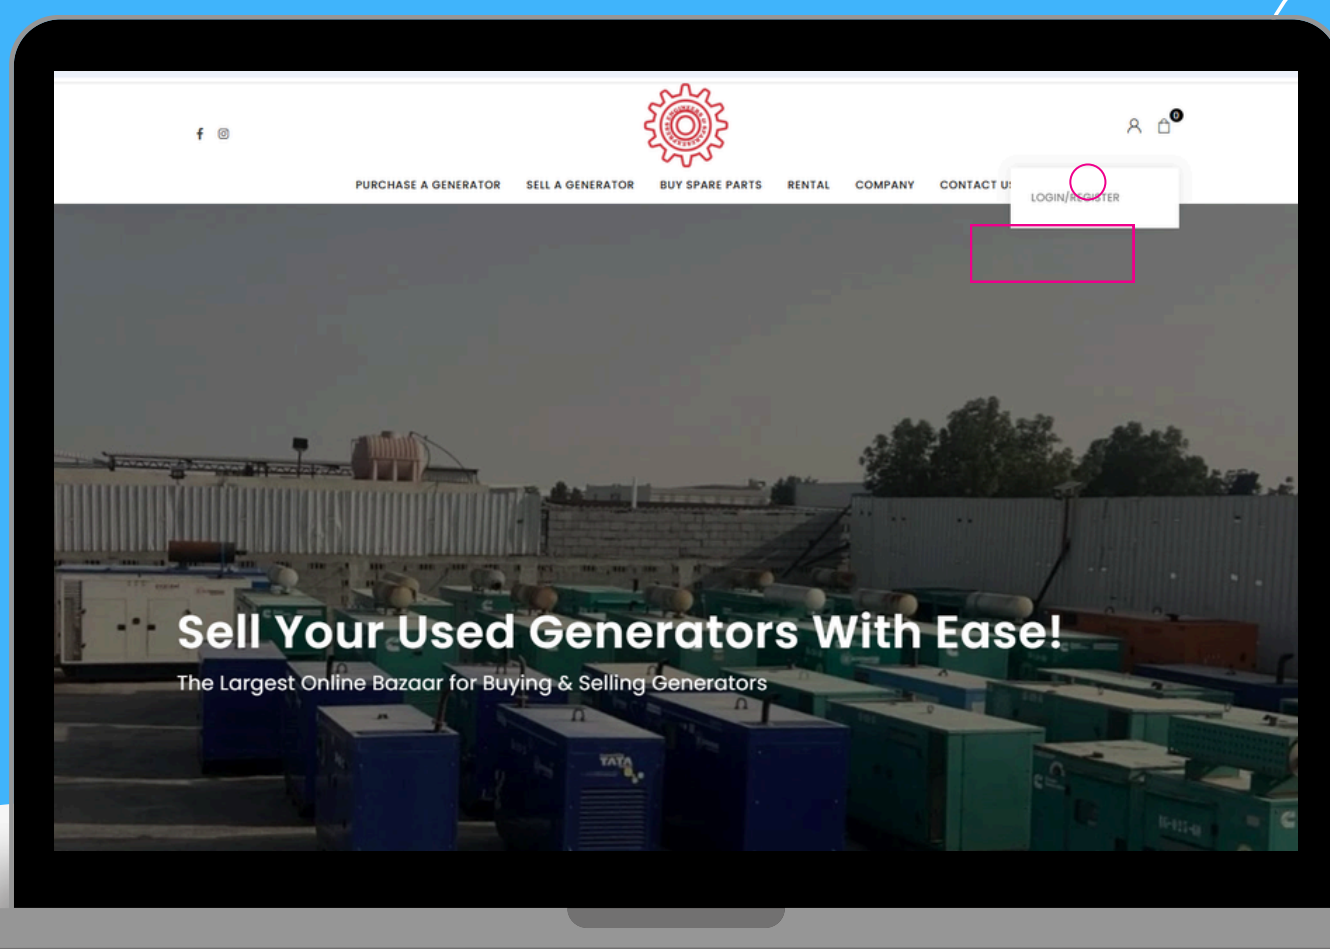 0
PURCHASE A GENERATOR SELL A GENERATOR BUY SPARE PARTS RENTAL COMPANY CONTACT US
LOGIN/REGISTER
Sell Your Used Generators With Ease!
The Largest Online Bazaar for Buying & Selling Generators
TATA